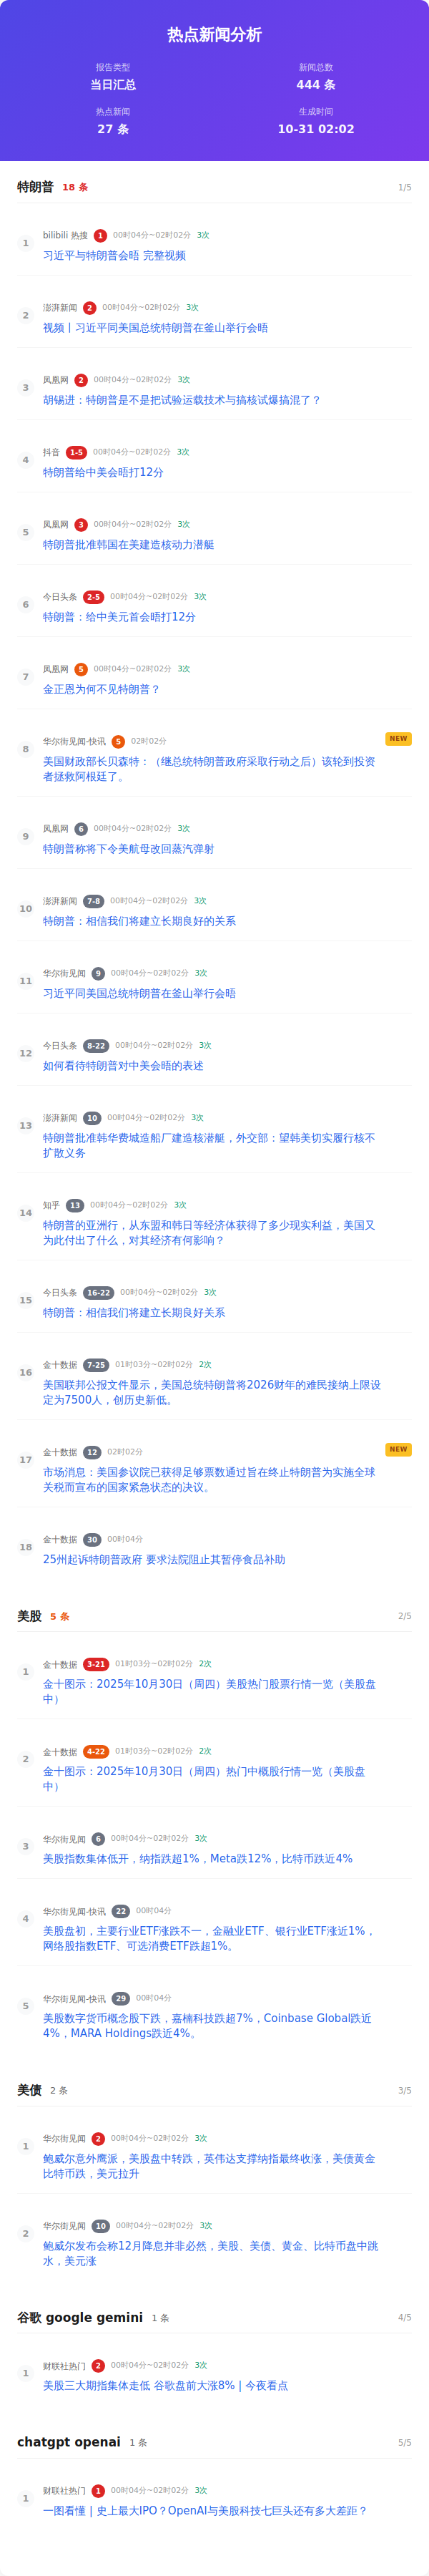 热点新闻分析
报告类型
当日汇总
新闻总数
444 条
热点新闻
27 条
生成时间
10-31 02:02
特朗普 18 条 1/5
1
bilibili 热搜 1 00时04分~02时02分 3次
习近平与特朗普会晤 完整视频
2
澎湃新闻 2 00时04分~02时02分 3次
视频丨习近平同美国总统特朗普在釜山举行会晤
3
凤凰网 2 00时04分~02时02分 3次
胡锡进：特朗普是不是把试验运载技术与搞核试爆搞混了？
4
抖音 1-5 00时04分~02时02分 3次
特朗普给中美会晤打12分
5
凤凰网 3 00时04分~02时02分 3次
特朗普批准韩国在美建造核动力潜艇
6
今日头条 2-5 00时04分~02时02分 3次
特朗普：给中美元首会晤打12分
7
凤凰网 5 00时04分~02时02分 3次
金正恩为何不见特朗普？
8
华尔街见闻-快讯 5 02时02分 NEW
美国财政部长贝森特：（继总统特朗普政府采取行动之后）该轮到投资
者拯救阿根廷了。
9
凤凰网 6 00时04分~02时02分 3次
特朗普称将下令美航母改回蒸汽弹射
10
澎湃新闻 7-8 00时04分~02时02分 3次
特朗普：相信我们将建立长期良好的关系
11
华尔街见闻 9 00时04分~02时02分 3次
习近平同美国总统特朗普在釜山举行会晤
12
今日头条 8-22 00时04分~02时02分 3次
如何看待特朗普对中美会晤的表述
13
澎湃新闻 10 00时04分~02时02分 3次
特朗普批准韩华费城造船厂建造核潜艇，外交部：望韩美切实履行核不
扩散义务
14
知乎 13 00时04分~02时02分 3次
特朗普的亚洲行，从东盟和韩日等经济体获得了多少现实利益，美国又
为此付出了什么，对其经济有何影响？
15
今日头条 16-22 00时04分~02时02分 3次
特朗普：相信我们将建立长期良好关系
16
金十数据 7-25 01时03分~02时02分 2次
美国联邦公报文件显示，美国总统特朗普将2026财年的难民接纳上限设
定为7500人，创历史新低。
17
金十数据 12 02时02分 NEW
市场消息：美国参议院已获得足够票数通过旨在终止特朗普为实施全球
关税而宣布的国家紧急状态的决议。
18
金十数据 30 00时04分
25州起诉特朗普政府 要求法院阻止其暂停食品补助
美股 5 条 2/5
1
金十数据 3-21 01时03分~02时02分 2次
金十图示：2025年10月30日（周四）美股热门股票行情一览（美股盘
中）
2
金十数据 4-22 01时03分~02时02分 2次
金十图示：2025年10月30日（周四）热门中概股行情一览（美股盘
中）
3
华尔街见闻 6 00时04分~02时02分 3次
美股指数集体低开，纳指跌超1%，Meta跌12%，比特币跌近4%
4
华尔街见闻-快讯 22 00时04分
美股盘初，主要行业ETF涨跌不一，金融业ETF、银行业ETF涨近1%，
网络股指数ETF、可选消费ETF跌超1%。
5
华尔街见闻-快讯 29 00时04分
美股数字货币概念股下跌，嘉楠科技跌超7%，Coinbase Global跌近
4%，MARA Holdings跌近4%。
美债 2 条 3/5
1
华尔街见闻 2 00时04分~02时02分 3次
鲍威尔意外鹰派，美股盘中转跌，英伟达支撑纳指最终收涨，美债黄金
比特币跌，美元拉升
2
华尔街见闻 10 00时04分~02时02分 3次
鲍威尔发布会称12月降息并非必然，美股、美债、黄金、比特币盘中跳
水，美元涨
谷歌 google gemini 1 条 4/5
1
财联社热门 2 00时04分~02时02分 3次
美股三大期指集体走低 谷歌盘前大涨8% | 今夜看点
chatgpt openai 1 条 5/5
1
财联社热门 1 00时04分~02时02分 3次
一图看懂 | 史上最大IPO？OpenAI与美股科技七巨头还有多大差距？